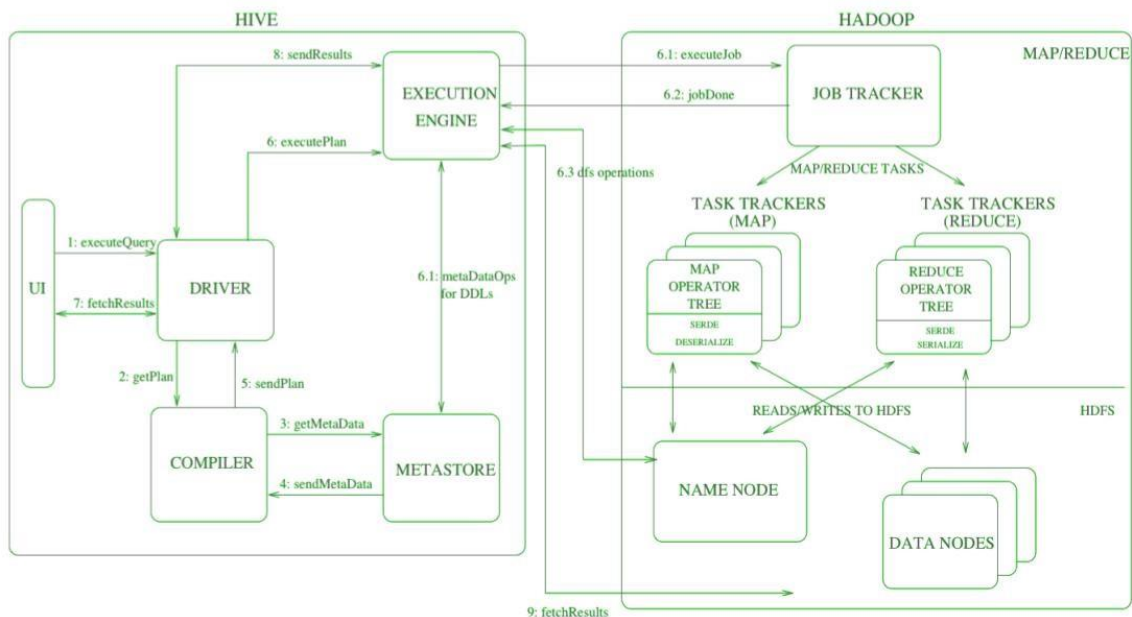 HIVE
HADOOP
MAP/REDUCE
8: sendResults
EXECUTION
ENGINE
6.1: executeJob
6.2: jobDone
JOB TRACKER
6: executePlan
6.3 dfs operations
MAP/REDUCE TASKS
TASK TRACKERS
(MAP)
TASK TRACKERS
(REDUCE)
1: executeQuery
UI
DRIVER
7: fetchResults
6.1: metaDataOps
for DDLs
MAP
OPERATOR
TREE
SERDE
DESERIALIZE
REDUCE
OPERATOR
TREE
SERDE
SERIALIZE
2: getPlan
5: sendPlan
READS/WRITES TO HDFS
HDFS
COMPILER
3: getMetaData
4: sendMetaData
METASTORE
NAME NODE
DATA NODES
9: fetchResults